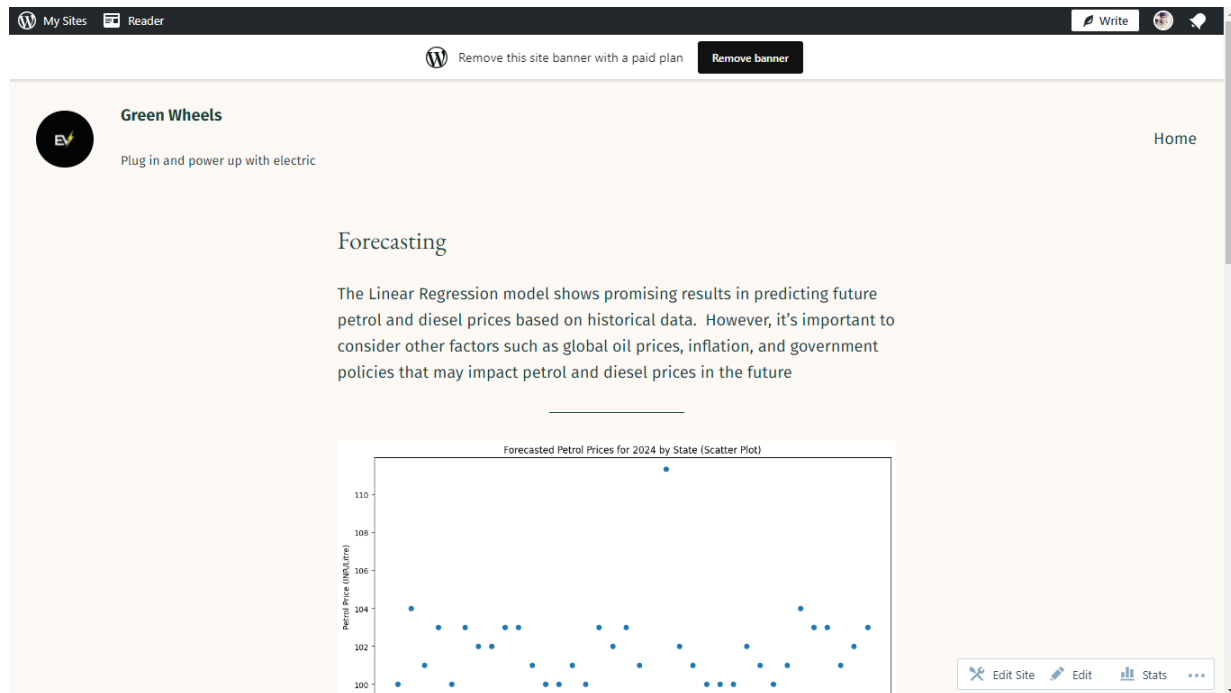 My Sites Reader Write
Remove this site banner with a paid plan Remove banner
Green Wheels
EV
Home
Plug in and power up with electric
Forecasting
The Linear Regression model shows promising results in predicting future
petrol and diesel prices based on historical data.  However, it’s important to
consider other factors such as global oil prices, inflation, and government
policies that may impact petrol and diesel prices in the future
Forecasted Petrol Prices for 2024 by State (Scatter Plot)
Petrol Price (INR/Litre)
110
108
106
104
102
100
Edit Site Edit Stats